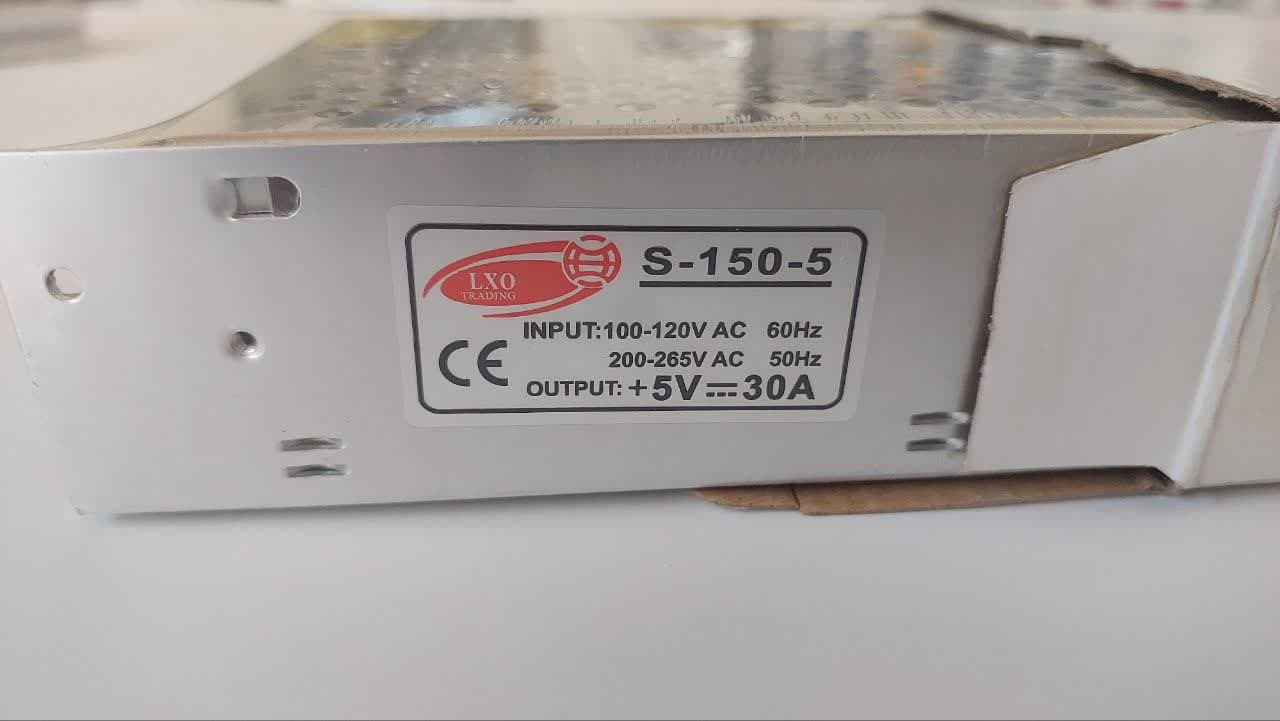 LXO
TRADING
S-150-5
INPUT:100-120V AC 60Hz
200-265V AC 50Hz
CE
OUTPUT: +5V⎓30A